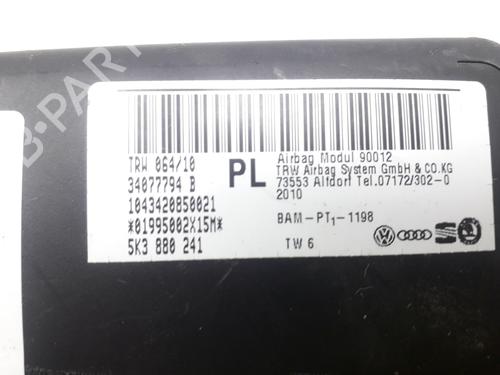 B-PARTS
TRW 064/10
34077794 B
1043420850021
*01995002X15M*
5K3 880 241
PL
Airbag Modul 90012
TRW Airbag System GmbH & CO.KG
73553 Alfdorf Tel.07172/302-0
2010
BAM-PT1-1198
TW 6